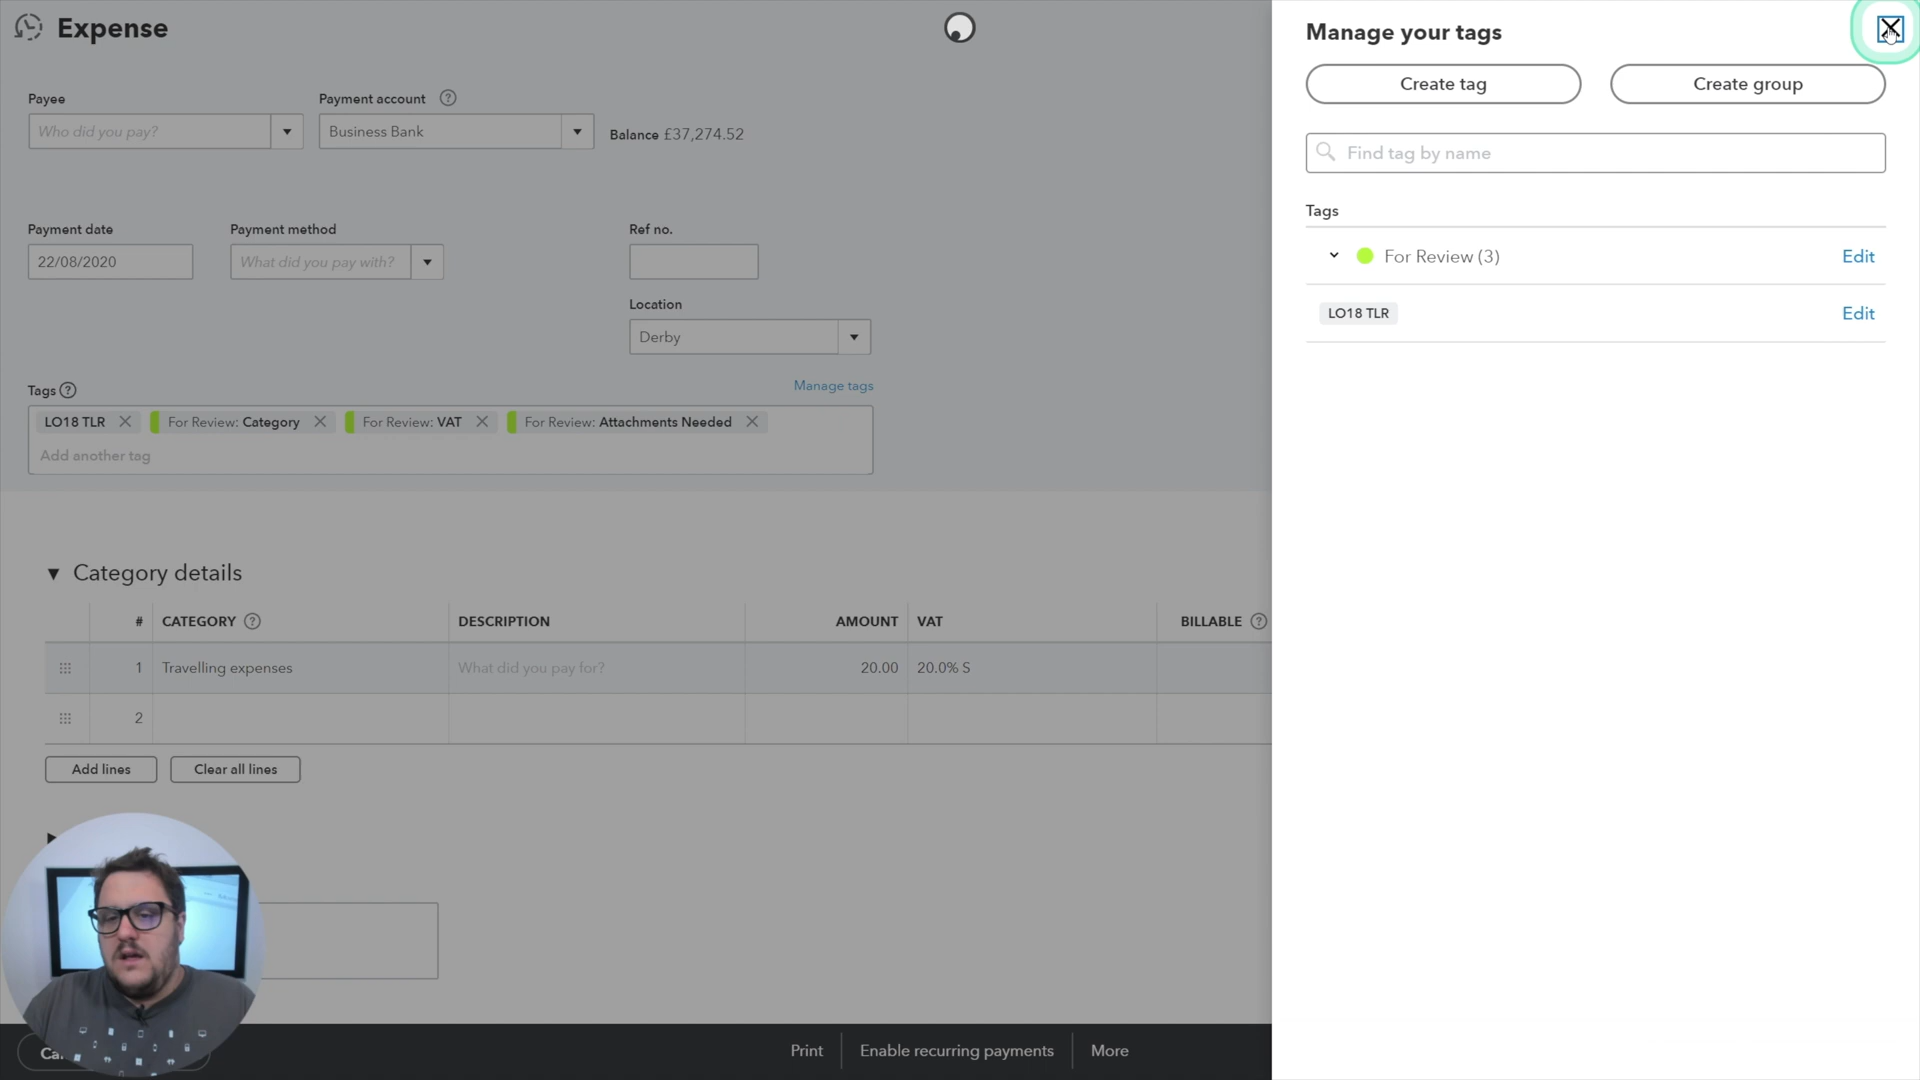 Expense
Payee
Payment account
Who did you pay?
Business Bank
Balance £37,274.52
Payment date
Payment method
Ref no.
22/08/2020
What did you pay with?
Location
Derby
Tags
Manage tags
LO18 TLR
For Review: Category
For Review: VAT
For Review: Attachments Needed
Add another tag
Category details
# CATEGORY DESCRIPTION AMOUNT VAT BILLABLE
1 Travelling expenses What did you pay for? 20.00 20.0% S
2
Add lines
Clear all lines
Print
Enable recurring payments
More
Manage your tags
Create tag
Create group
Find tag by name
Tags
For Review (3)
Edit
LO18 TLR
Edit